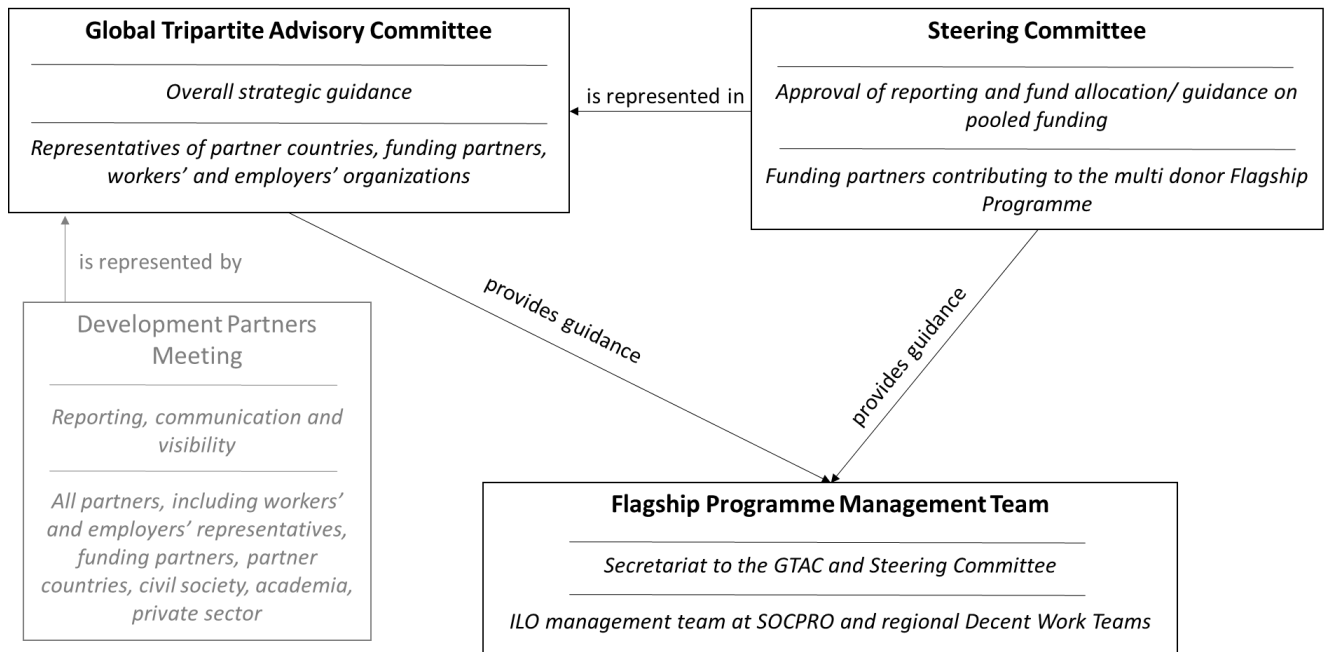 Global Tripartite Advisory Committee
Overall strategic guidance
Representatives of partner countries, funding partners,
workers’ and employers’ organizations
is represented in
Steering Committee
Approval of reporting and fund allocation/ guidance on
pooled funding
Funding partners contributing to the multi donor Flagship
Programme
is represented by
provides guidance
provides guidance
Development Partners
Meeting
Reporting, communication and
visibility
All partners, including workers’
and employers’ representatives,
funding partners, partner
countries, civil society, academia,
private sector
Flagship Programme Management Team
Secretariat to the GTAC and Steering Committee
ILO management team at SOCPRO and regional Decent Work Teams